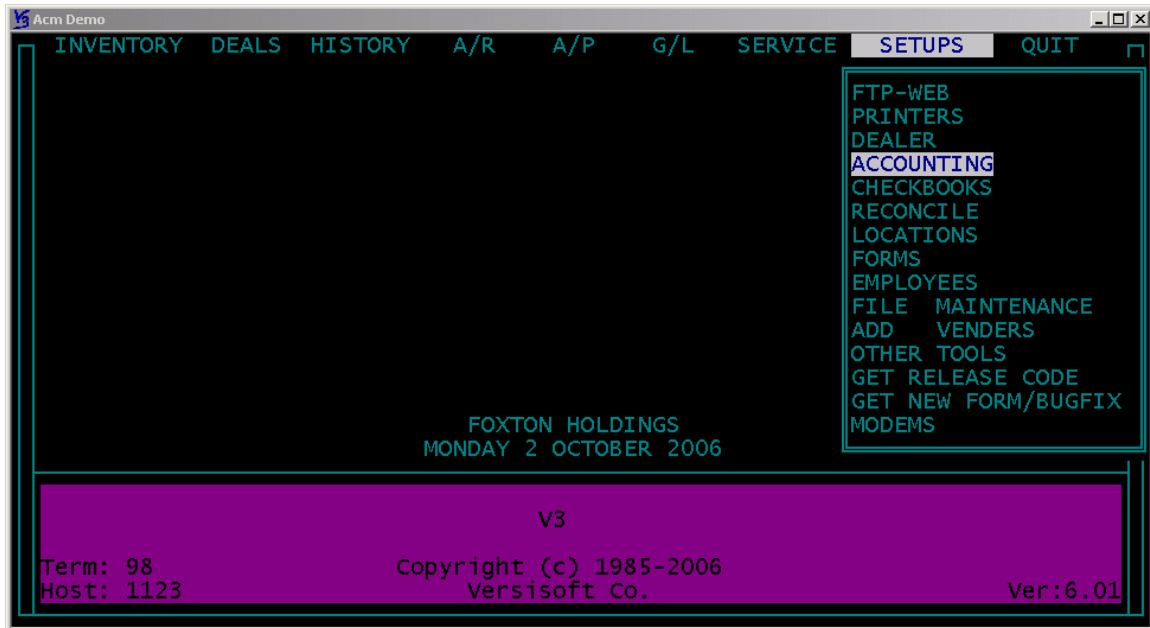 V3 Acm Demo
INVENTORY DEALS HISTORY A/R A/P G/L SERVICE SETUPS QUIT
FTP-WEB
PRINTERS
DEALER
ACCOUNTING
CHECKBOOKS
RECONCILE
LOCATIONS
FORMS
EMPLOYEES
FILE MAINTENANCE
ADD VENDERS
OTHER TOOLS
GET RELEASE CODE
GET NEW FORM/BUGFIX
MODEMS
FOXTON HOLDINGS
MONDAY 2 OCTOBER 2006
V3
Term: 98 Copyright (c) 1985-2006
Host: 1123 Versisoft Co. Ver:6.01